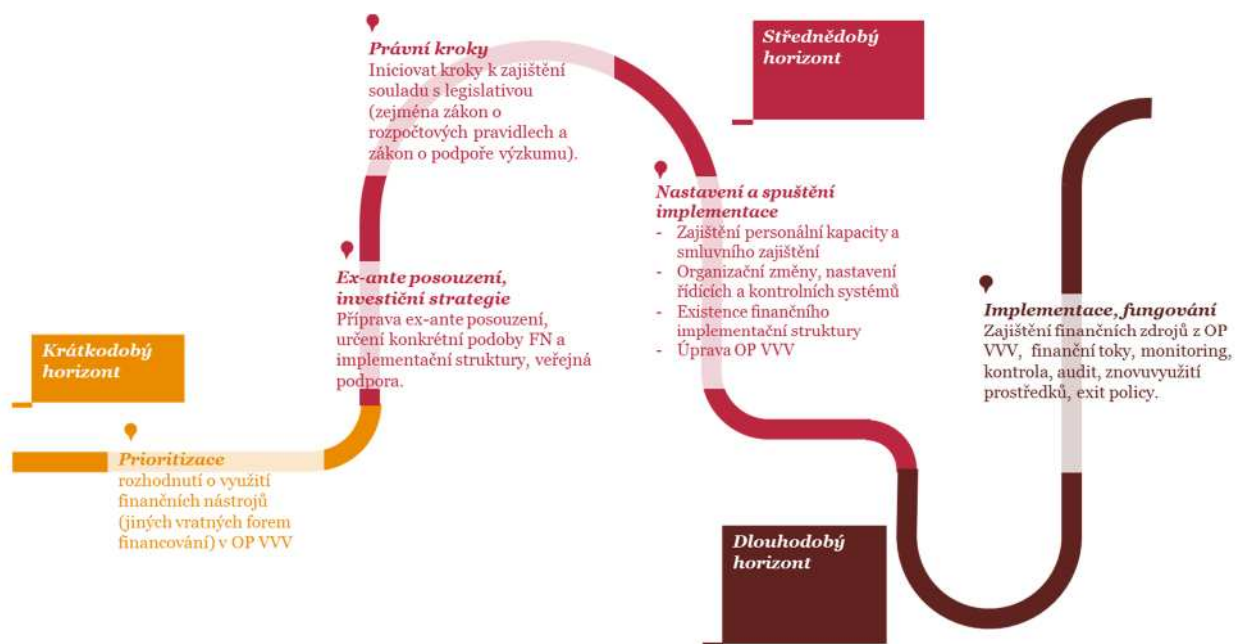 Krátkodobý
horizont
Prioritizace
rozhodnutí o využití
finančních nástrojů
(jiných vratných forem
financování) v OP VVV
Ex-ante posouzení,
investiční strategie
Příprava ex-ante posouzení,
určení konkrétní podoby FN a
implementační struktury, veřejná
podpora.
Právní kroky
Iniciovat kroky k zajištění
souladu s legislativou
(zejména zákon o
rozpočtových pravidlech a
zákon o podpoře výzkumu).
Střednědobý
horizont
Nastavení a spuštění
implementace
- Zajištění personální kapacity a
smluvního zajištění
- Organizační změny, nastavení
řídicích a kontrolních systémů
- Existence finančního
implementační struktury
- Úprava OP VVV
Dlouhodobý
horizont
Implementace, fungování
Zajištění finančních zdrojů z OP
VVV, finanční toky, monitoring,
kontrola, audit, znovuvyužití
prostředků, exit policy.